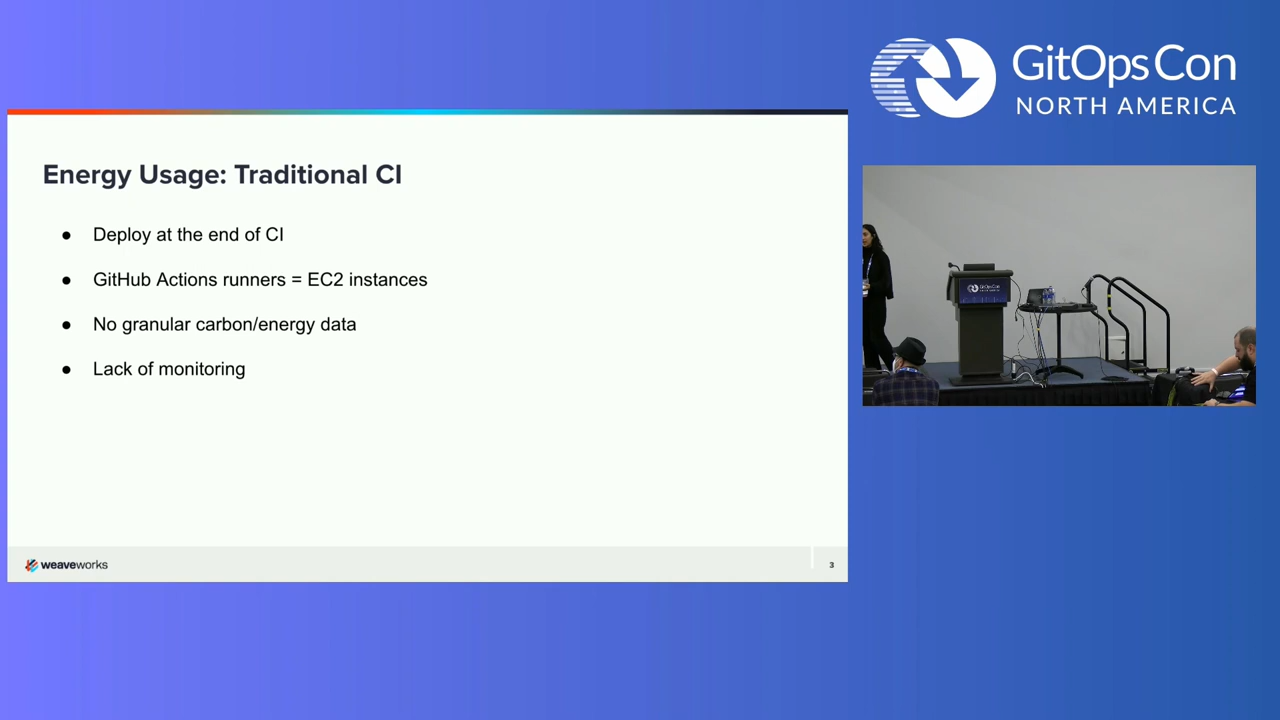 GitOpsCon
NORTH AMERICA
Energy Usage: Traditional CI
● Deploy at the end of CI
● GitHub Actions runners = EC2 instances
● No granular carbon/energy data
● Lack of monitoring
weaveworks
3
GitOpsCon